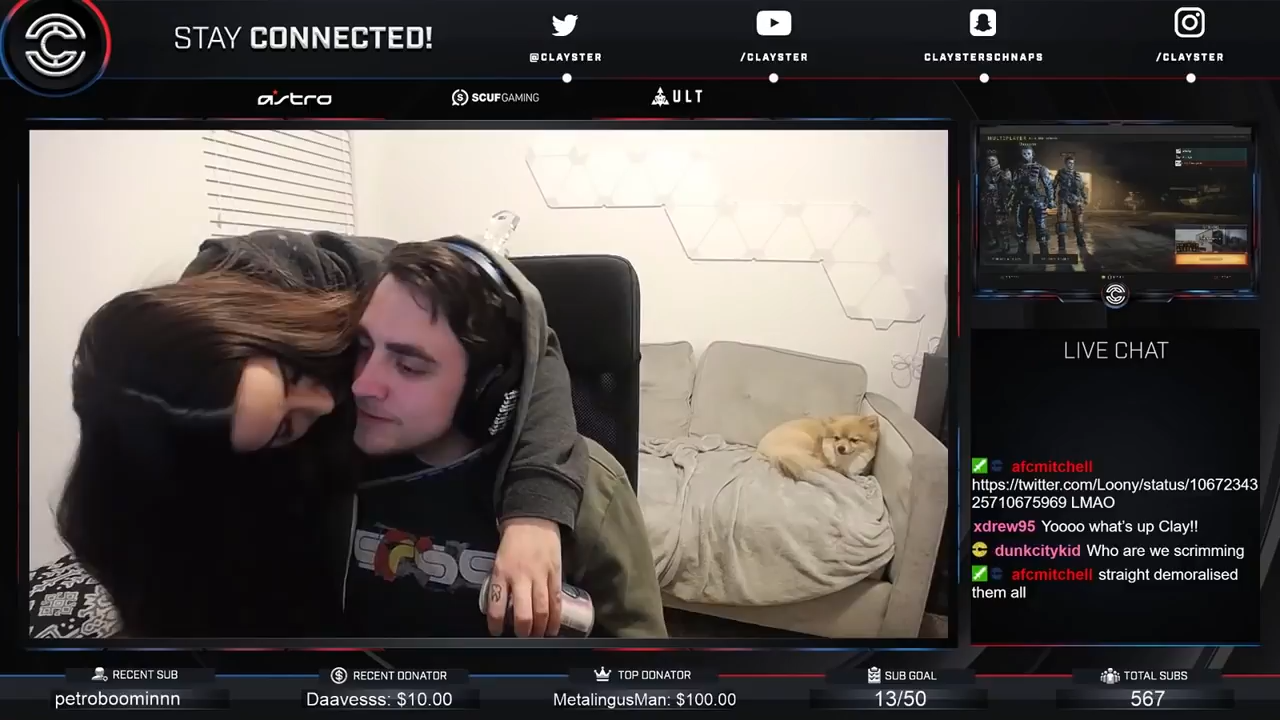 STAY CONNECTED!
@CLAYSTER
/CLAYSTER
CLAYSTERSCHNAPS
/CLAYSTER
ASTRO
SCUFGAMING
ULT
MULTIPLAYER
LIVE CHAT
afcmitchell
https://twitter.com/Loony/status/10672343
25710675969 LMAO
xdrew95 Yoooo what's up Clay!!
dunkcitykid Who are we scrimming
afcmitchell straight demoralised
them all
RECENT SUB
petroboominnn
RECENT DONATOR
Daavesss: $10.00
TOP DONATOR
MetalingusMan: $100.00
SUB GOAL
13/50
TOTAL SUBS
567